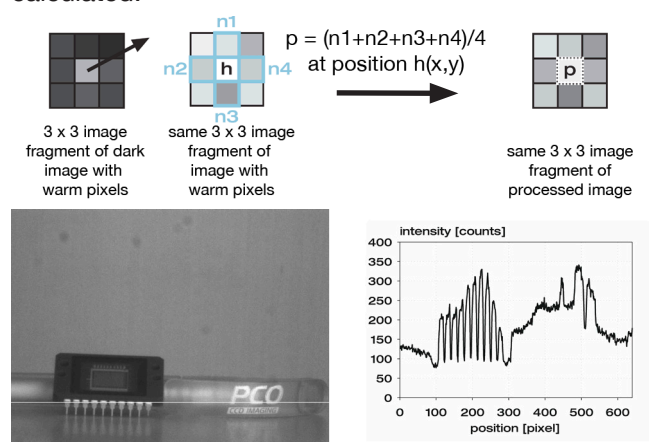 calculated.
n1
p = (n1+n2+n3+n4)/4
n2 h n4
at position h(x,y)
p
n3
3 x 3 image
fragment of dark
image with
warm pixels
same 3 x 3 image
fragment of
image with
warm pixels
same 3 x 3 image
fragment of
processed image
PCO
CCD IMAGING
intensity [counts]
400
350
300
250
200
150
100
50
0
0 100 200 300 400 500 600
position [pixel]